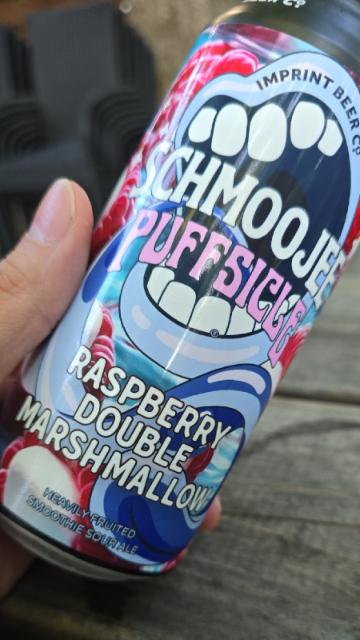 IMPRINT BEER Co
SCHMOOJEE
PUFFSICLE
RASPBERRY
DOUBLE
MARSHMALLOW
HEAVILY FRUITED
SMOOTHIE SOUR ALE